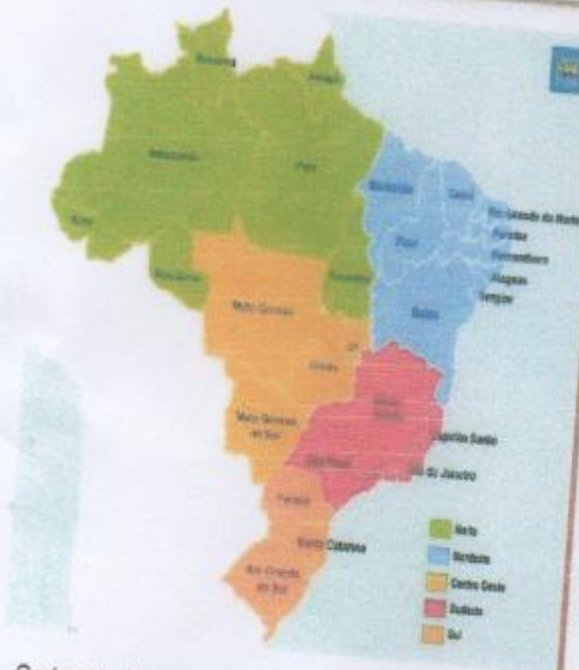 Roraima
Amapá
Amazonas
Pará
Maranhão
Ceará
Rio Grande do Norte
Acre
Piauí
Paraíba
Pernambuco
Alagoas
Sergipe
Rondônia
Tocantins
Bahia
Mato Grosso
DF
Goiás
Minas
Gerais
Mato Grosso
do Sul
Espírito Santo
São Paulo
Rio de Janeiro
Paraná
Santa Catarina
Rio Grande
do Sul
Norte
Nordeste
Centro Oeste
Sudeste
Sul